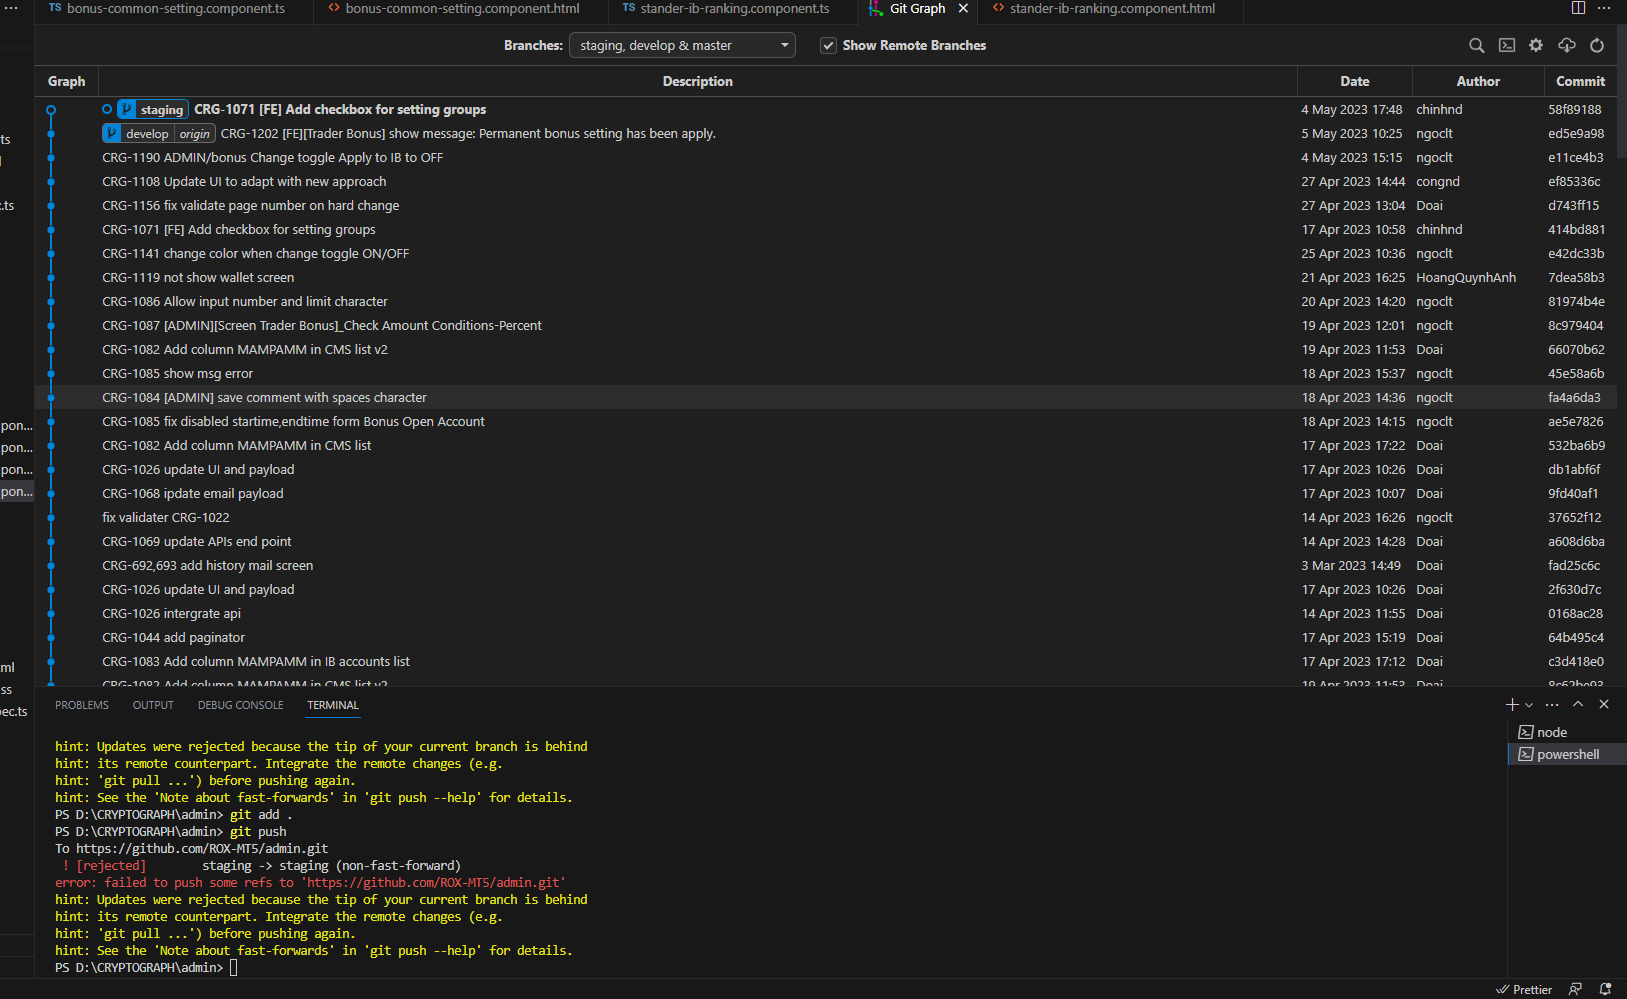 ··· TS bonus-common-setting.component.ts <> bonus-common-setting.component.html TS stander-ib-ranking.component.ts Git Graph × <> stander-ib-ranking.component.html ···
Branches: staging, develop & master Show Remote Branches
Graph Description Date Author Commit
staging CRG-1071 [FE] Add checkbox for setting groups 4 May 2023 17:48 chinhnd 58f89188
develop origin CRG-1202 [FE][Trader Bonus] show message: Permanent bonus setting has been apply. 5 May 2023 10:25 ngoclt ed5e9a98
ts
CRG-1190 ADMIN/bonus Change toggle Apply to IB to OFF 4 May 2023 15:15 ngoclt e11ce4b3
CRG-1108 Update UI to adapt with new approach 27 Apr 2023 14:44 congnd ef85336c
:.ts CRG-1156 fix validate page number on hard change 27 Apr 2023 13:04 Doai d743ff15
CRG-1071 [FE] Add checkbox for setting groups 17 Apr 2023 10:58 chinhnd 414bd881
CRG-1141 change color when change toggle ON/OFF 25 Apr 2023 10:36 ngoclt e42dc33b
CRG-1119 not show wallet screen 21 Apr 2023 16:25 HoangQuynhAnh 7dea58b3
CRG-1086 Allow input number and limit character 20 Apr 2023 14:20 ngoclt 81974b4e
CRG-1087 [ADMIN][Screen Trader Bonus]_Check Amount Conditions-Percent 19 Apr 2023 12:01 ngoclt 8c979404
CRG-1082 Add column MAMPAMM in CMS list v2 19 Apr 2023 11:53 Doai 66070b62
CRG-1085 show msg error 18 Apr 2023 15:37 ngoclt 45e58a6b
CRG-1084 [ADMIN] save comment with spaces character 18 Apr 2023 14:36 ngoclt fa4a6da3
pon... CRG-1085 fix disabled startime,endtime form Bonus Open Account 18 Apr 2023 14:15 ngoclt ae5e7826
pon... CRG-1082 Add column MAMPAMM in CMS list 17 Apr 2023 17:22 Doai 532ba6b9
pon... CRG-1026 update UI and payload 17 Apr 2023 10:26 Doai db1abf6f
pon... CRG-1068 ipdate email payload 17 Apr 2023 10:07 Doai 9fd40af1
fix validater CRG-1022 14 Apr 2023 16:26 ngoclt 37652f12
CRG-1069 update APIs end point 14 Apr 2023 14:28 Doai a608d6ba
CRG-692,693 add history mail screen 3 Mar 2023 14:49 Doai fad25c6c
CRG-1026 update UI and payload 17 Apr 2023 10:26 Doai 2f630d7c
CRG-1026 intergrate api 14 Apr 2023 11:55 Doai 0168ac28
CRG-1044 add paginator 17 Apr 2023 15:19 Doai 64b495c4
ml CRG-1083 Add column MAMPAMM in IB accounts list 17 Apr 2023 17:12 Doai c3d418e0
ss CRG-1082 Add column MAMPAMM in CMS list v2 19 Apr 2023 11:53 Doai 8c62be93
ec.ts PROBLEMS OUTPUT DEBUG CONSOLE TERMINAL
node
powershell
hint: Updates were rejected because the tip of your current branch is behind
hint: its remote counterpart. Integrate the remote changes (e.g.
hint: 'git pull ...') before pushing again.
hint: See the 'Note about fast-forwards' in 'git push --help' for details.
PS D:\CRYPTOGRAPH\admin> git add .
PS D:\CRYPTOGRAPH\admin> git push
To https://github.com/ROX-MT5/admin.git
! [rejected] staging -> staging (non-fast-forward)
error: failed to push some refs to 'https://github.com/ROX-MT5/admin.git'
hint: Updates were rejected because the tip of your current branch is behind
hint: its remote counterpart. Integrate the remote changes (e.g.
hint: 'git pull ...') before pushing again.
hint: See the 'Note about fast-forwards' in 'git push --help' for details.
PS D:\CRYPTOGRAPH\admin>
Prettier